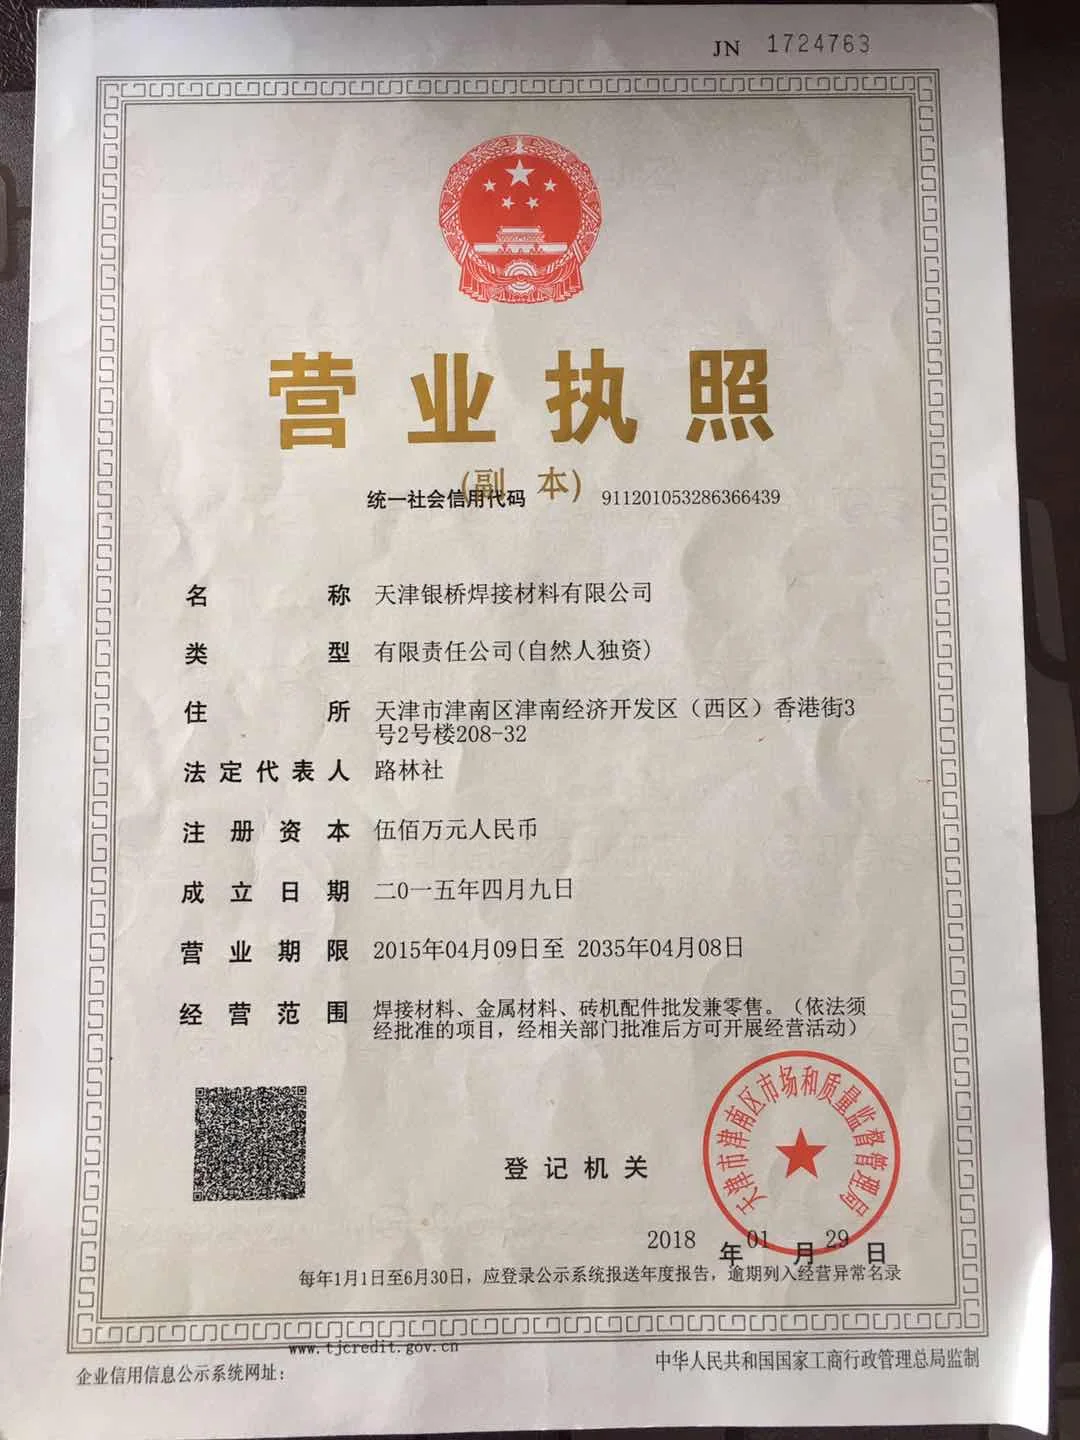 JN 1724763
营业执照
(副 本)
统一社会信用代码 911201053286366439
名称 天津银桥焊接材料有限公司
类型 有限责任公司(自然人独资)
住所 天津市津南区津南经济开发区（西区）香港街3
号2号楼208-32
法定代表人 路林社
注册资本 伍佰万元人民币
成立日期 二0一五年四月九日
营业期限 2015年04月09日至 2035年04月08日
经营范围 焊接材料、金属材料、砖机配件批发兼零售。（依法须
经批准的项目，经相关部门批准后方可开展经营活动）
天津市津南区市场和质量监督管理局
登记机关
2018 年 01 月 29 日
每年1月1日至6月30日，应登录公示系统报送年度报告，逾期列入经营异常名录
www.tjcredit.gov.cn
企业信用信息公示系统网址：
中华人民共和国国家工商行政管理总局监制